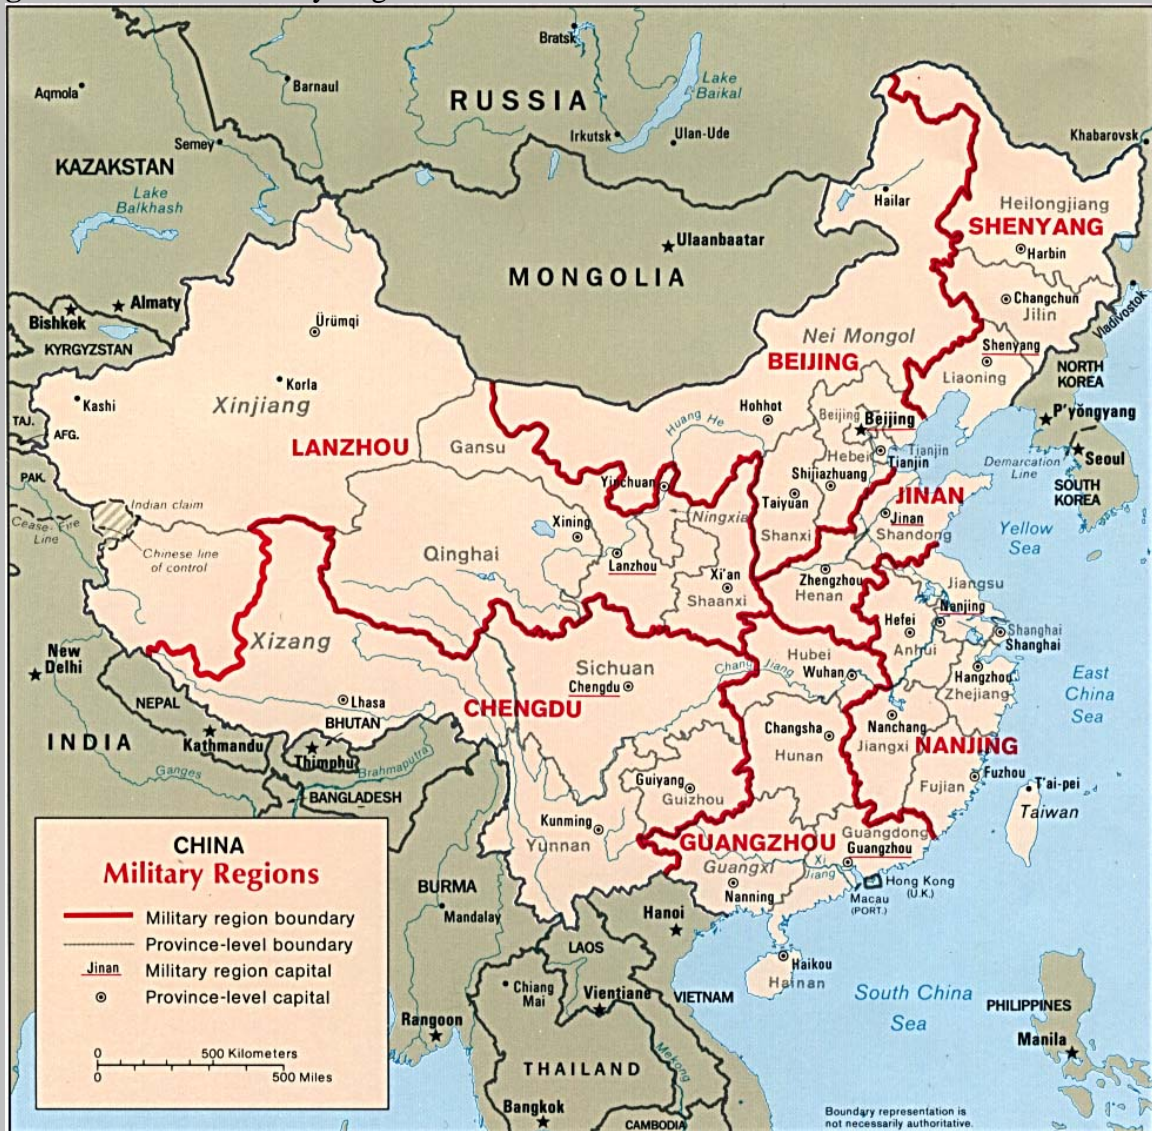 Bratsk
Aqmola
Barnaul
RUSSIA
Lake
Baikal
Irkutsk
Ulan-Ude
Khabarovsk
Semey
KAZAKSTAN
Lake
Balkhash
Hailar
Heilongjiang
SHENYANG
Harbin
Ulaanbaatar
MONGOLIA
Almaty
Bishkek
KYRGYZSTAN
Ürümqi
Changchun
Jilin
Vladivostok
Nei Mongol
BEIJING
Shenyang
Liaoning
NORTH
KOREA
P'yŏngyang
Korla
Kashi
Xinjiang
TAJ.
AFG.
Hohhot
Huang He
Beijing
Beijing
LANZHOU
Gansu
Hebei
Tianjin
Tianjin
Demarcation
Line
Seoul
SOUTH
KOREA
PAK.
Yinchuan
Shijiazhuang
Taiyuan
JINAN
Jinan
Shandong
Yellow
Sea
Indian claim
Cease-Fire
Line
Chinese line
of control
Xining
Qinghai
Ningxia
Shanxi
Lanzhou
Xi'an
Shaanxi
Zhengzhou
Henan
Jiangsu
Nanjing
Hefei
Anhui
Shanghai
Shanghai
Xizang
New
Delhi
Sichuan
Chengdu
Chang Jiang
Hubei
Wuhan
Hangzhou
Zhejiang
East
China
Sea
NEPAL
Lhasa
BHUTAN
CHENGDU
Changsha
Hunan
Nanchang
Jiangxi
NANJING
INDIA
Kathmandu
Thimphu
Ganges
Brahmaputra
BANGLADESH
Guiyang
Guizhou
Fujian
Fuzhou
T'ai-pei
Taiwan
Kunming
Yunnan
GUANGZHOU
Guangdong
Guangzhou
Guangxi
Xi
Jiang
Nanning
Hong Kong
(U.K.)
Macau
(PORT.)
BURMA
Mandalay
Hanoi
LAOS
Haikou
Hainan
Chiang
Mai
Vientiane
VIETNAM
South China
Sea
PHILIPPINES
Manila
Rangoon
THAILAND
Mekong
Bangkok
CAMBODIA
CHINA
Military Regions
Military region boundary
Province-level boundary
Jinan
Military region capital
Province-level capital
0
500 Kilometers
0
500 Miles
Boundary representation is
not necessarily authoritative.